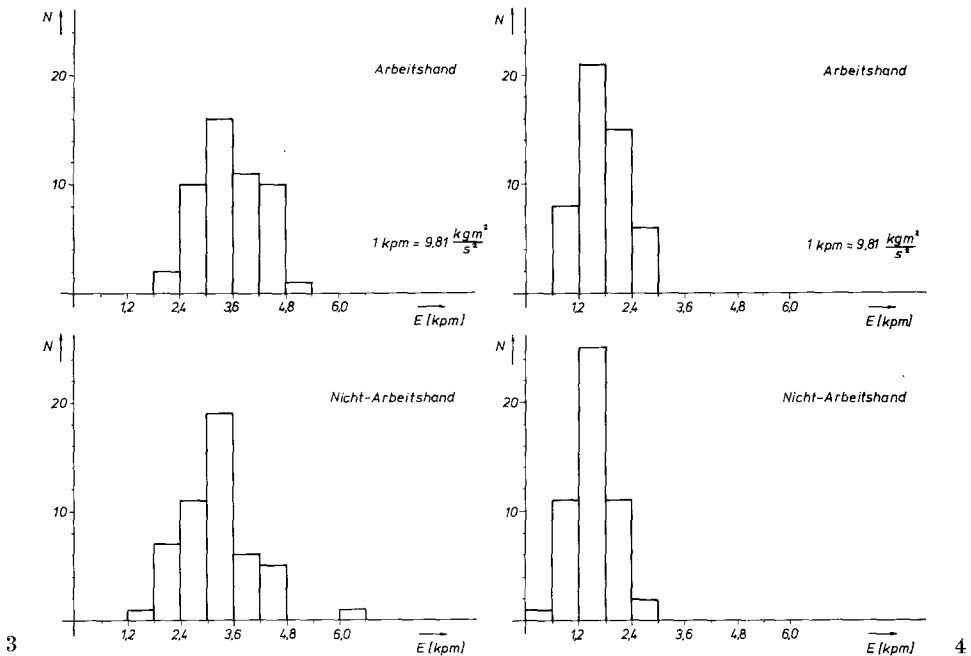 N
20
10
Arbeitshand
1 kpm = 9,81 kgm²/s²
1,2 2,4 3,6 4,8 6,0
E [kpm]
N
20
10
Arbeitshand
1 kpm = 9,81 kgm²/s²
1,2 2,4 3,6 4,8 6,0
E [kpm]
N
20
10
Nicht-Arbeitshand
1,2 2,4 3,6 4,8 6,0
E [kpm]
3
N
20
10
Nicht-Arbeitshand
1,2 2,4 3,6 4,8 6,0
E [kpm]
4